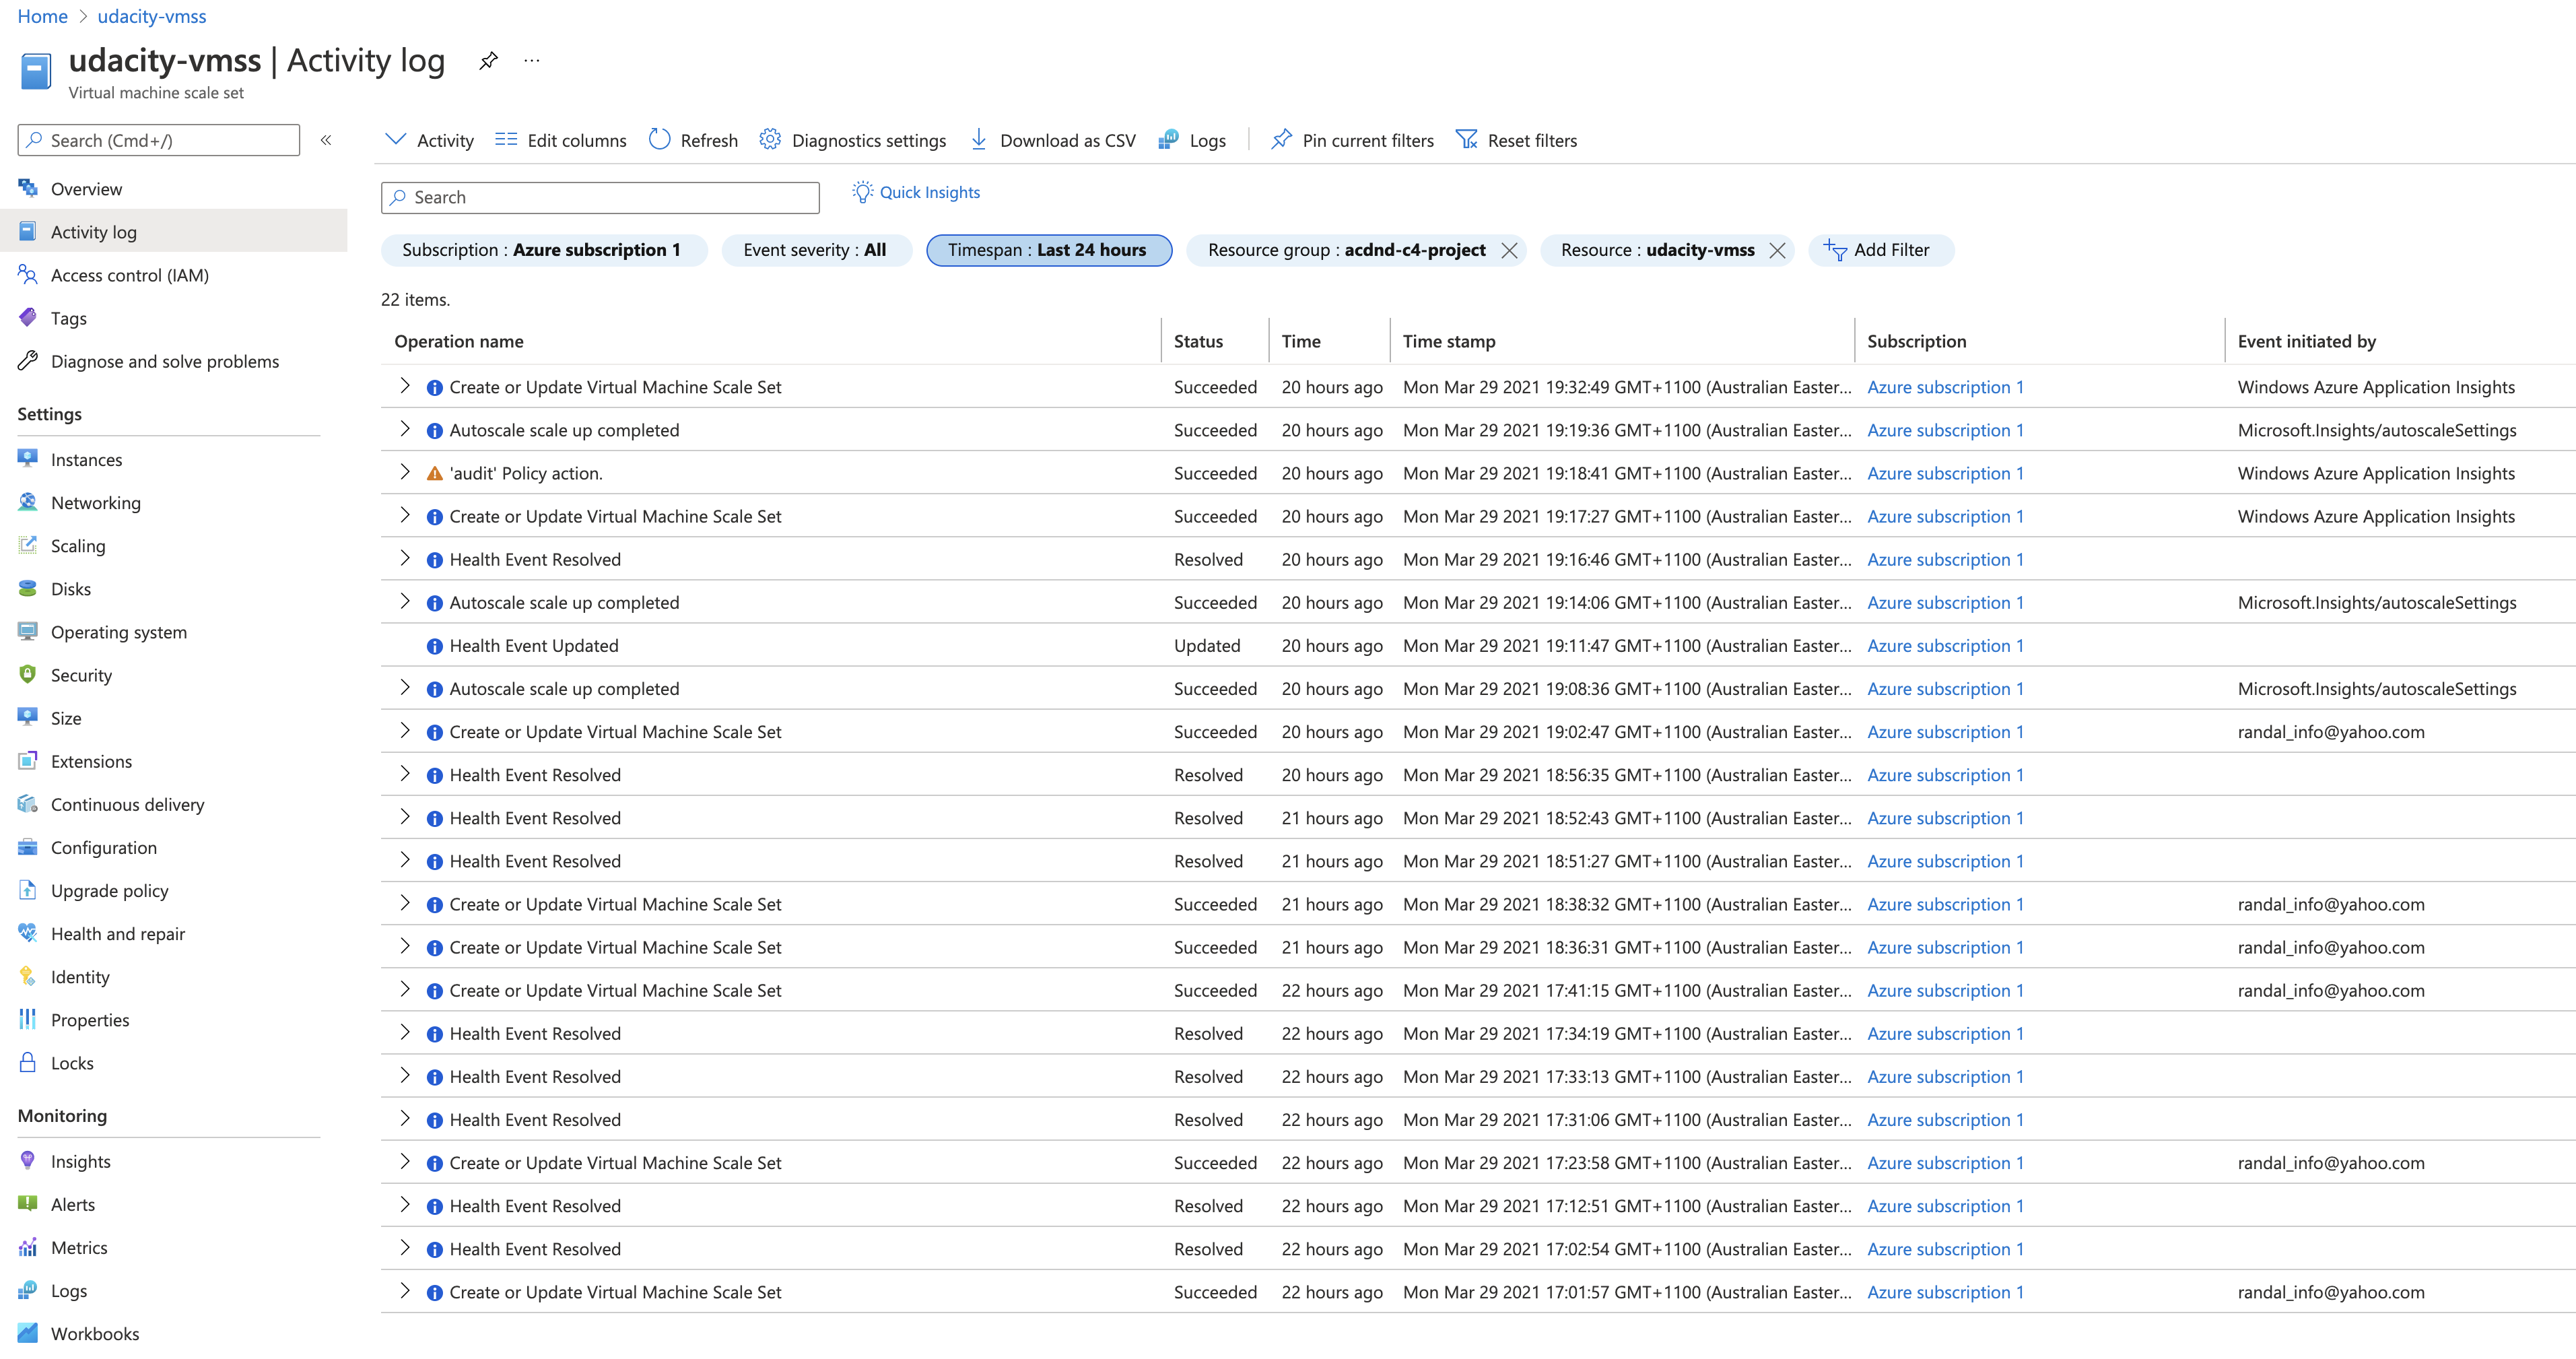 Home > udacity-vmss
udacity-vmss | Activity log ...
Virtual machine scale set
Search (Cmd+/)
«
Overview
Activity log
Access control (IAM)
Tags
Diagnose and solve problems
Settings
Instances
Networking
Scaling
Disks
Operating system
Security
Size
Extensions
Continuous delivery
Configuration
Upgrade policy
Health and repair
Identity
Properties
Locks
Monitoring
Insights
Alerts
Metrics
Logs
Workbooks
Activity Edit columns Refresh Diagnostics settings Download as CSV Logs Pin current filters Reset filters
Search Quick Insights
Subscription : Azure subscription 1 Event severity : All Timespan : Last 24 hours Resource group : acdnd-c4-project Resource : udacity-vmss Add Filter
22 items.
Operation name Status Time Time stamp Subscription Event initiated by
Create or Update Virtual Machine Scale Set Succeeded 20 hours ago Mon Mar 29 2021 19:32:49 GMT+1100 (Australian Easter... Azure subscription 1 Windows Azure Application Insights
Autoscale scale up completed Succeeded 20 hours ago Mon Mar 29 2021 19:19:36 GMT+1100 (Australian Easter... Azure subscription 1 Microsoft.Insights/autoscaleSettings
'audit' Policy action. Succeeded 20 hours ago Mon Mar 29 2021 19:18:41 GMT+1100 (Australian Easter... Azure subscription 1 Windows Azure Application Insights
Create or Update Virtual Machine Scale Set Succeeded 20 hours ago Mon Mar 29 2021 19:17:27 GMT+1100 (Australian Easter... Azure subscription 1 Windows Azure Application Insights
Health Event Resolved Resolved 20 hours ago Mon Mar 29 2021 19:16:46 GMT+1100 (Australian Easter... Azure subscription 1
Autoscale scale up completed Succeeded 20 hours ago Mon Mar 29 2021 19:14:06 GMT+1100 (Australian Easter... Azure subscription 1 Microsoft.Insights/autoscaleSettings
Health Event Updated Updated 20 hours ago Mon Mar 29 2021 19:11:47 GMT+1100 (Australian Easter... Azure subscription 1
Autoscale scale up completed Succeeded 20 hours ago Mon Mar 29 2021 19:08:36 GMT+1100 (Australian Easter... Azure subscription 1 Microsoft.Insights/autoscaleSettings
Create or Update Virtual Machine Scale Set Succeeded 20 hours ago Mon Mar 29 2021 19:02:47 GMT+1100 (Australian Easter... Azure subscription 1 randal_info@yahoo.com
Health Event Resolved Resolved 20 hours ago Mon Mar 29 2021 18:56:35 GMT+1100 (Australian Easter... Azure subscription 1
Health Event Resolved Resolved 21 hours ago Mon Mar 29 2021 18:52:43 GMT+1100 (Australian Easter... Azure subscription 1
Health Event Resolved Resolved 21 hours ago Mon Mar 29 2021 18:51:27 GMT+1100 (Australian Easter... Azure subscription 1
Create or Update Virtual Machine Scale Set Succeeded 21 hours ago Mon Mar 29 2021 18:38:32 GMT+1100 (Australian Easter... Azure subscription 1 randal_info@yahoo.com
Create or Update Virtual Machine Scale Set Succeeded 21 hours ago Mon Mar 29 2021 18:36:31 GMT+1100 (Australian Easter... Azure subscription 1 randal_info@yahoo.com
Create or Update Virtual Machine Scale Set Succeeded 22 hours ago Mon Mar 29 2021 17:41:15 GMT+1100 (Australian Easter... Azure subscription 1 randal_info@yahoo.com
Health Event Resolved Resolved 22 hours ago Mon Mar 29 2021 17:34:19 GMT+1100 (Australian Easter... Azure subscription 1
Health Event Resolved Resolved 22 hours ago Mon Mar 29 2021 17:33:13 GMT+1100 (Australian Easter... Azure subscription 1
Health Event Resolved Resolved 22 hours ago Mon Mar 29 2021 17:31:06 GMT+1100 (Australian Easter... Azure subscription 1
Create or Update Virtual Machine Scale Set Succeeded 22 hours ago Mon Mar 29 2021 17:23:58 GMT+1100 (Australian Easter... Azure subscription 1 randal_info@yahoo.com
Health Event Resolved Resolved 22 hours ago Mon Mar 29 2021 17:12:51 GMT+1100 (Australian Easter... Azure subscription 1
Health Event Resolved Resolved 22 hours ago Mon Mar 29 2021 17:02:54 GMT+1100 (Australian Easter... Azure subscription 1
Create or Update Virtual Machine Scale Set Succeeded 22 hours ago Mon Mar 29 2021 17:01:57 GMT+1100 (Australian Easter... Azure subscription 1 randal_info@yahoo.com